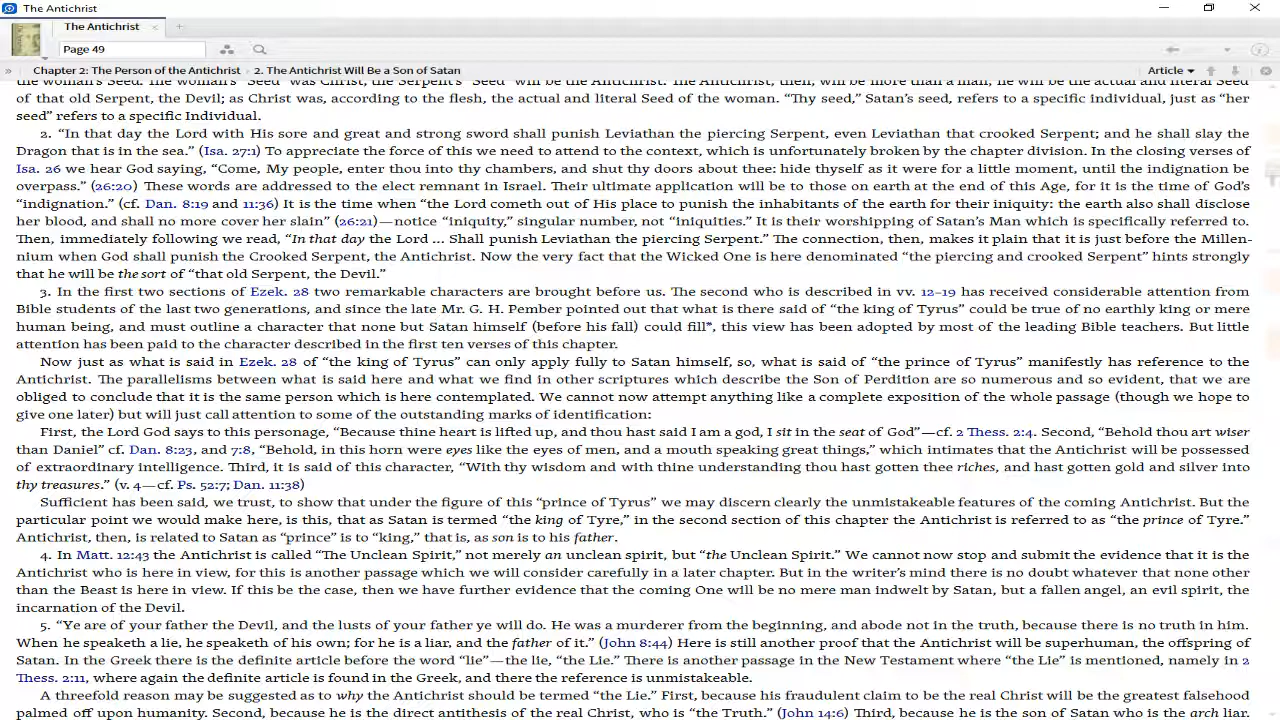 The Antichrist
The Antichrist
Page 49
» Chapter 2: The Person of the Antichrist › 2. The Antichrist Will Be a Son of Satan Article
the woman's Seed. The woman's "Seed" was Christ, the Serpent's "Seed" will be the Antichrist. The Antichrist, then, will be more than a man, he will be the actual and literal Seed
of that old Serpent, the Devil; as Christ was, according to the flesh, the actual and literal Seed of the woman. “Thy seed,” Satan’s seed, refers to a specific individual, just as “her
seed” refers to a specific Individual.
2. “In that day the Lord with His sore and great and strong sword shall punish Leviathan the piercing Serpent, even Leviathan that crooked Serpent; and he shall slay the
Dragon that is in the sea.” (Isa. 27:1) To appreciate the force of this we need to attend to the context, which is unfortunately broken by the chapter division. In the closing verses of
Isa. 26 we hear God saying, “Come, My people, enter thou into thy chambers, and shut thy doors about thee: hide thyself as it were for a little moment, until the indignation be
overpass.” (26:20) These words are addressed to the elect remnant in Israel. Their ultimate application will be to those on earth at the end of this Age, for it is the time of God’s
“indignation.” (cf. Dan. 8:19 and 11:36) It is the time when “the Lord cometh out of His place to punish the inhabitants of the earth for their iniquity: the earth also shall disclose
her blood, and shall no more cover her slain” (26:21)—notice “iniquity,” singular number, not “iniquities.” It is their worshipping of Satan’s Man which is specifically referred to.
Then, immediately following we read, “In that day the Lord … Shall punish Leviathan the piercing Serpent.” The connection, then, makes it plain that it is just before the Millen-
nium when God shall punish the Crooked Serpent, the Antichrist. Now the very fact that the Wicked One is here denominated “the piercing and crooked Serpent” hints strongly
that he will be the sort of “that old Serpent, the Devil.”
3. In the first two sections of Ezek. 28 two remarkable characters are brought before us. The second who is described in vv. 12–19 has received considerable attention from
Bible students of the last two generations, and since the late Mr. G. H. Pember pointed out that what is there said of “the king of Tyrus” could be true of no earthly king or mere
human being, and must outline a character that none but Satan himself (before his fall) could fill*, this view has been adopted by most of the leading Bible teachers. But little
attention has been paid to the character described in the first ten verses of this chapter.
Now just as what is said in Ezek. 28 of “the king of Tyrus” can only apply fully to Satan himself, so, what is said of “the prince of Tyrus” manifestly has reference to the
Antichrist. The parallelisms between what is said here and what we find in other scriptures which describe the Son of Perdition are so numerous and so evident, that we are
obliged to conclude that it is the same person which is here contemplated. We cannot now attempt anything like a complete exposition of the whole passage (though we hope to
give one later) but will just call attention to some of the outstanding marks of identification:
First, the Lord God says to this personage, “Because thine heart is lifted up, and thou hast said I am a god, I sit in the seat of God”—cf. 2 Thess. 2:4. Second, “Behold thou art wiser
than Daniel” cf. Dan. 8:23, and 7:8, “Behold, in this horn were eyes like the eyes of men, and a mouth speaking great things,” which intimates that the Antichrist will be possessed
of extraordinary intelligence. Third, it is said of this character, “With thy wisdom and with thine understanding thou hast gotten thee riches, and hast gotten gold and silver into
thy treasures.” (v. 4—cf. Ps. 52:7; Dan. 11:38)
Sufficient has been said, we trust, to show that under the figure of this “prince of Tyrus” we may discern clearly the unmistakeable features of the coming Antichrist. But the
particular point we would make here, is this, that as Satan is termed “the king of Tyre,” in the second section of this chapter the Antichrist is referred to as “the prince of Tyre.”
Antichrist, then, is related to Satan as “prince” is to “king,” that is, as son is to his father.
4. In Matt. 12:43 the Antichrist is called “The Unclean Spirit,” not merely an unclean spirit, but “the Unclean Spirit.” We cannot now stop and submit the evidence that it is the
Antichrist who is here in view, for this is another passage which we will consider carefully in a later chapter. But in the writer’s mind there is no doubt whatever that none other
than the Beast is here in view. If this be the case, then we have further evidence that the coming One will be no mere man indwelt by Satan, but a fallen angel, an evil spirit, the
incarnation of the Devil.
5. “Ye are of your father the Devil, and the lusts of your father ye will do. He was a murderer from the beginning, and abode not in the truth, because there is no truth in him.
When he speaketh a lie, he speaketh of his own; for he is a liar, and the father of it.” (John 8:44) Here is still another proof that the Antichrist will be superhuman, the offspring of
Satan. In the Greek there is the definite article before the word “lie”—the lie, “the Lie.” There is another passage in the New Testament where “the Lie” is mentioned, namely in 2
Thess. 2:11, where again the definite article is found in the Greek, and there the reference is unmistakeable.
A threefold reason may be suggested as to why the Antichrist should be termed “the Lie.” First, because his fraudulent claim to be the real Christ will be the greatest falsehood
palmed off upon humanity. Second, because he is the direct antithesis of the real Christ, who is “the Truth.” (John 14:6) Third, because he is the son of Satan who is the arch liar.